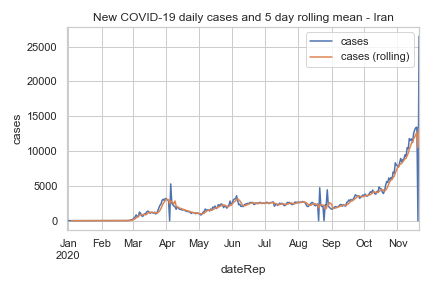 New COVID-19 daily cases and 5 day rolling mean - Iran
cases
cases (rolling)
25000
20000
15000
10000
5000
0
cases
Jan Feb Mar Apr May Jun Jul Aug Sep Oct Nov
2020
dateRep